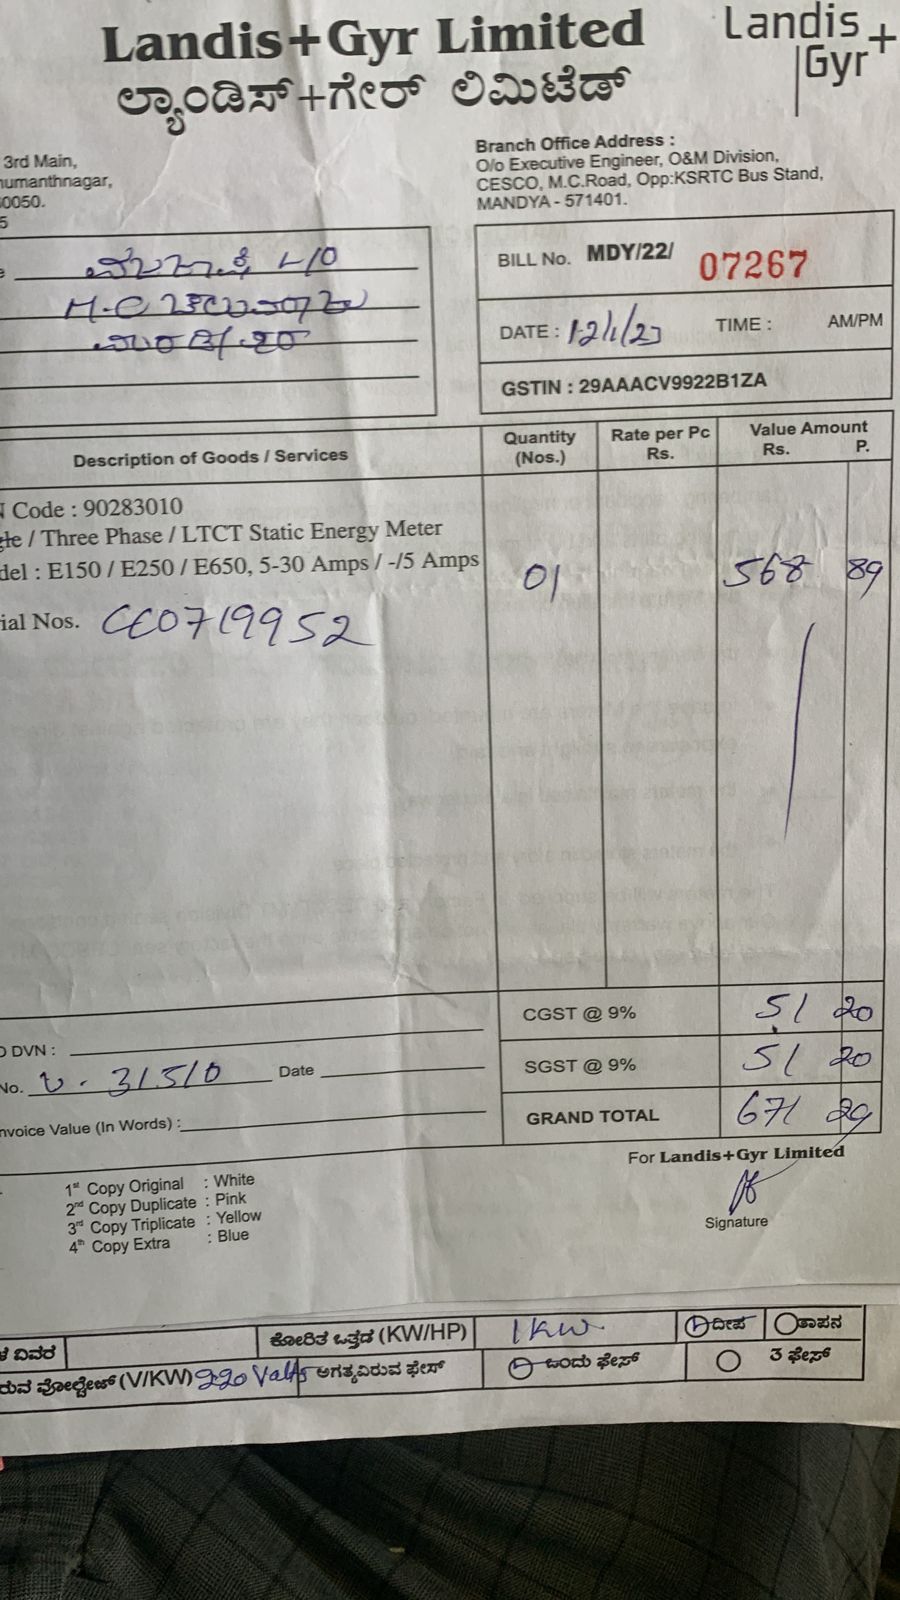 Landis+Gyr Limited
ಲ್ಯಾಂಡಿಸ್+ಗೇರ್ ಲಿಮಿಟೆಡ್
Landis
Gyr+
3rd Main,
umanthnagar,
0050.
5
Branch Office Address :
O/o Executive Engineer, O&M Division,
CESCO, M.C.Road, Opp:KSRTC Bus Stand,
MANDYA - 571401.
L/O
M.C
BILL No. MDY/22/ 07267
DATE : 12/1/23 TIME : AM/PM
GSTIN : 29AAACV9922B1ZA
Description of Goods / Services
Quantity (Nos.)
Rate per Pc Rs.
Value Amount
Rs. P.
N Code : 90283010
gle / Three Phase / LTCT Static Energy Meter
del : E150 / E250 / E650, 5-30 Amps / -/5 Amps
01 568 89
ial Nos. CC0719952
CGST @ 9% 51 20
O DVN :
SGST @ 9% 51 20
No. 31510 Date
GRAND TOTAL 671 29
nvoice Value (In Words) :
For Landis+Gyr Limited
1st Copy Original : White
2nd Copy Duplicate : Pink
3rd Copy Triplicate : Yellow
4th Copy Extra : Blue
Signature
ವಿವರ ಕೋರಿತ ಒತ್ತಡ (KW/HP) 1KW ದೀಪ ತಾಪನ
ರುವ ವೋಲ್ಟೇಜ್ (V/KW) 220 Valts ಅಗತ್ಯವಿರುವ ಫೇಸ್ ಒಂದು ಫೇಸ್ ೩ ಫೇಸ್